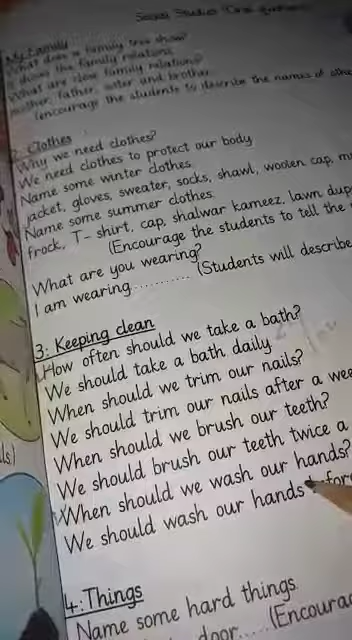 Social Studies (Oral questions)
My Family
What does a family tree show?
shows the family relations.
What are close family relations?
mother, father, sister and brother.
(encourage the students to describe the names of
2. Clothes
Why we need clothes?
We need clothes to protect our body
Name some winter clothes.
jacket, gloves, sweater, socks, shawl, woolen cap,
Name some summer clothes.
frock, T-shirt, cap, shalwar kameez, lawn
(Encourage the students to tell the
What are you wearing?
I am wearing........... (Students will describe
3: Keeping clean
How often should we take a bath?
We should take a bath daily.
When should we trim our nails?
We should trim our nails after a
When should we brush our teeth?
We should brush our teeth twice a
When should we wash our hands?
We should wash our hands
ls)
4: Things
Name some hard things.
door.... (Encourag